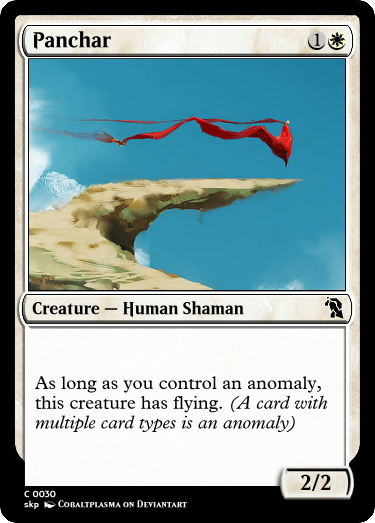 Panchar 1
Creature — Human Shaman
As long as you control an anomaly,
this creature has flying. (A card with
multiple card types is an anomaly)
2/2
C 0030
skp Cobaltplasma on Deviantart